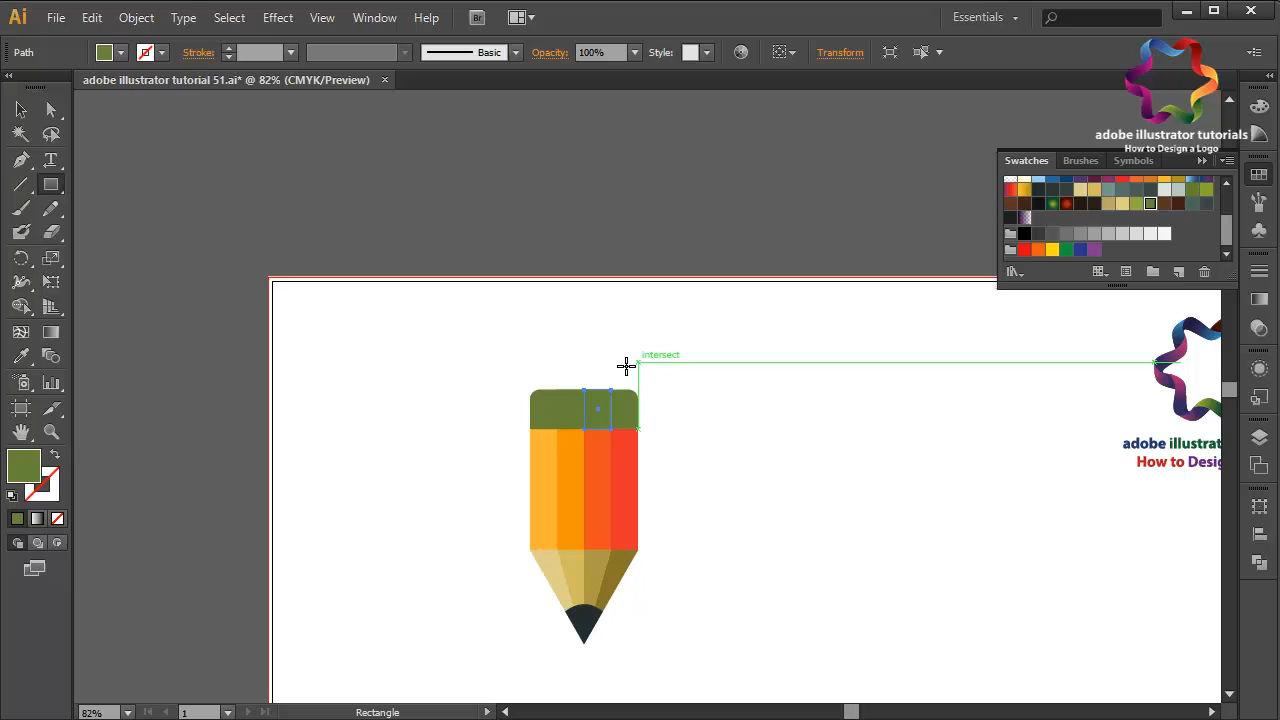 Ai File Edit Object Type Select Effect View Window Help Br Essentials
Path Stroke: Basic Opacity: 100% Style: Transform
adobe illustrator tutorial 51.ai* @ 82% (CMYK/Preview)
adobe illustrator tutorials
How to Design a Logo
Swatches Brushes Symbols
T
intersect
adobe illustrat
How to Desig
82% 1 Rectangle